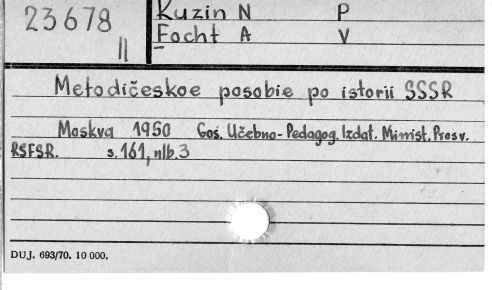 23678 Kuzin N P
II Focht A V
Metodičeskoe posobie po istorii SSSR
Moskva 1950 Gos. Učebno-Pedagog. Izdat. Minist. Prosv.
RSFSR. s. 161, nlb. 3
DUJ. 693/70. 10 000.